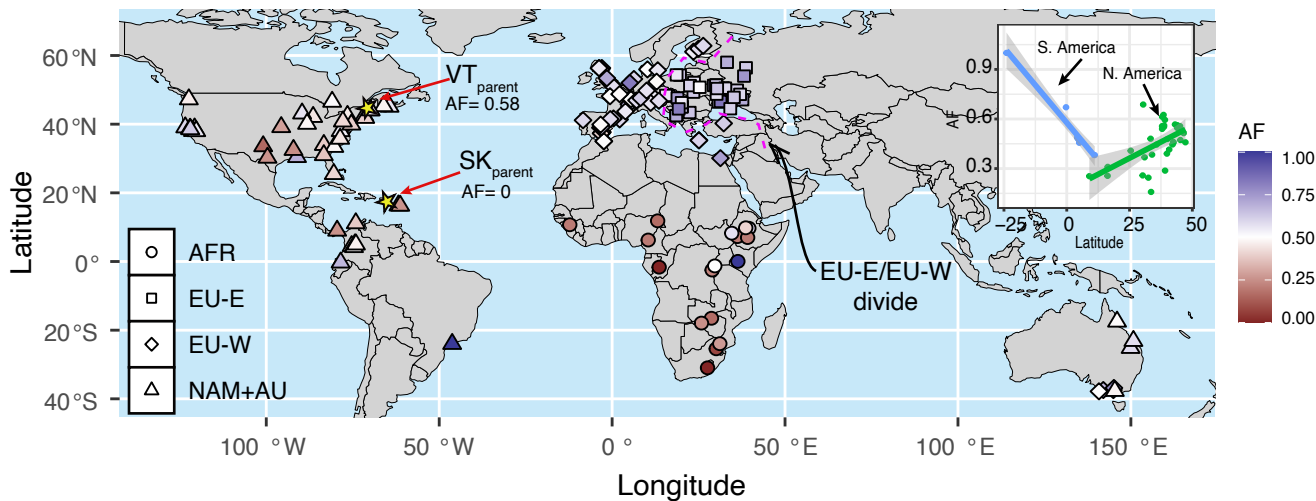 60°N
40°N
20°N
0°
20°S
40°S
Latitude
100°W
50°W
0°
50°E
100°E
150°E
Longitude
VT parent
AF= 0.58
SK parent
AF= 0
AFR
EU-E
EU-W
NAM+AU
EU-E/EU-W
divide
S. America
N. America
AF
0.9
0.6
0.3
−25
0
25
50
Latitude
AF
1.00
0.75
0.50
0.25
0.00